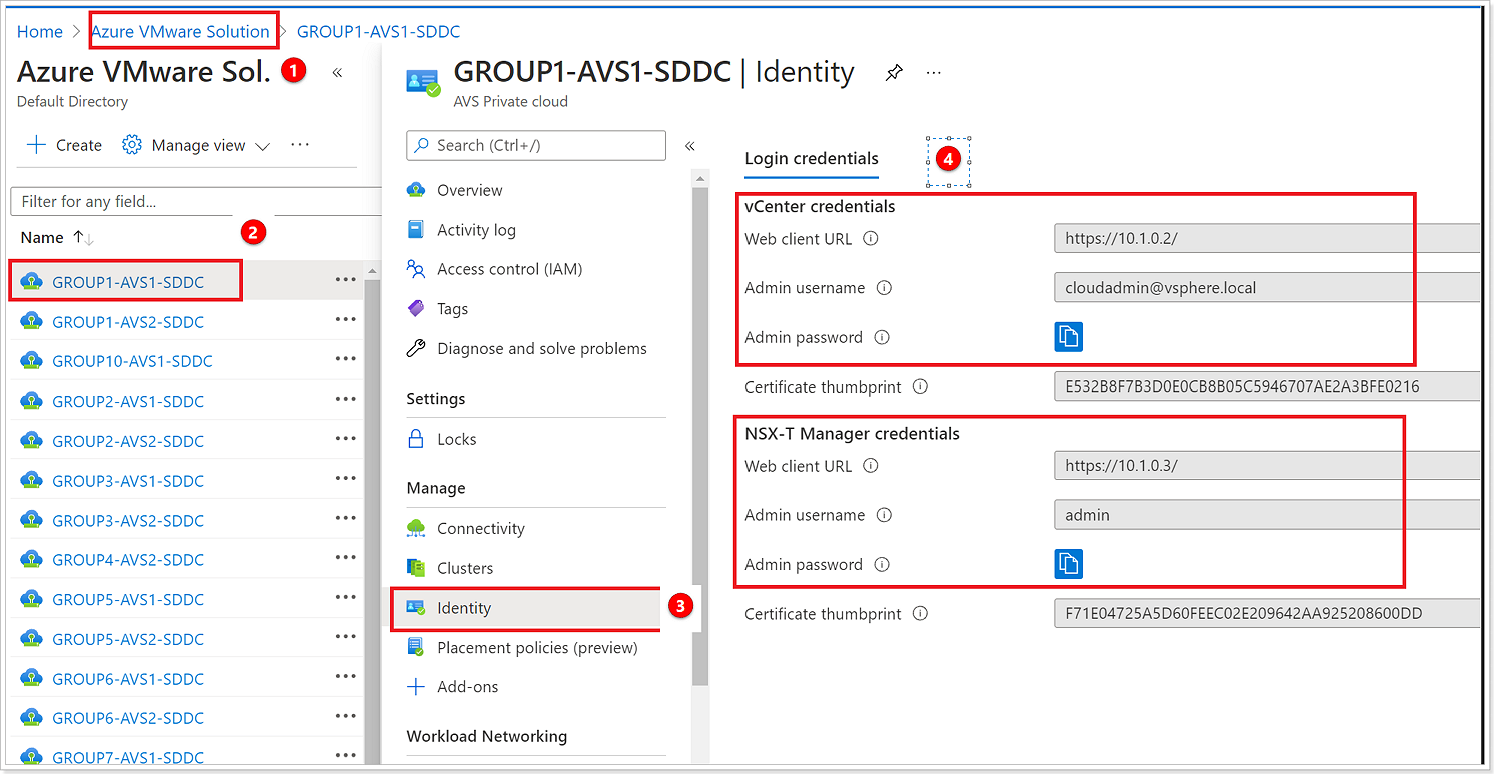 Home > Azure VMware Solution > GROUP1-AVS1-SDDC
Azure VMware Sol. 1 «
Default Directory
+ Create Manage view ...
Filter for any field...
Name ↑↓ 2
GROUP1-AVS1-SDDC ...
GROUP1-AVS2-SDDC ...
GROUP10-AVS1-SDDC ...
GROUP2-AVS1-SDDC ...
GROUP2-AVS2-SDDC ...
GROUP3-AVS1-SDDC ...
GROUP3-AVS2-SDDC ...
GROUP4-AVS2-SDDC ...
GROUP5-AVS1-SDDC ...
GROUP5-AVS2-SDDC ...
GROUP6-AVS1-SDDC ...
GROUP6-AVS2-SDDC ...
GROUP7-AVS1-SDDC ...
GROUP1-AVS1-SDDC | Identity ...
AVS Private cloud
Search (Ctrl+/) «
Overview
Activity log
Access control (IAM)
Tags
Diagnose and solve problems
Settings
Locks
Manage
Connectivity
Clusters
Identity 3
Placement policies (preview)
Add-ons
Workload Networking
Login credentials 4
vCenter credentials
Web client URL https://10.1.0.2/
Admin username cloudadmin@vsphere.local
Admin password
Certificate thumbprint E532B8F7B3D0E0CB8B05C5946707AE2A3BFE0216
NSX-T Manager credentials
Web client URL https://10.1.0.3/
Admin username admin
Admin password
Certificate thumbprint F71E04725A5D60FEEC02E209642AA925208600DD